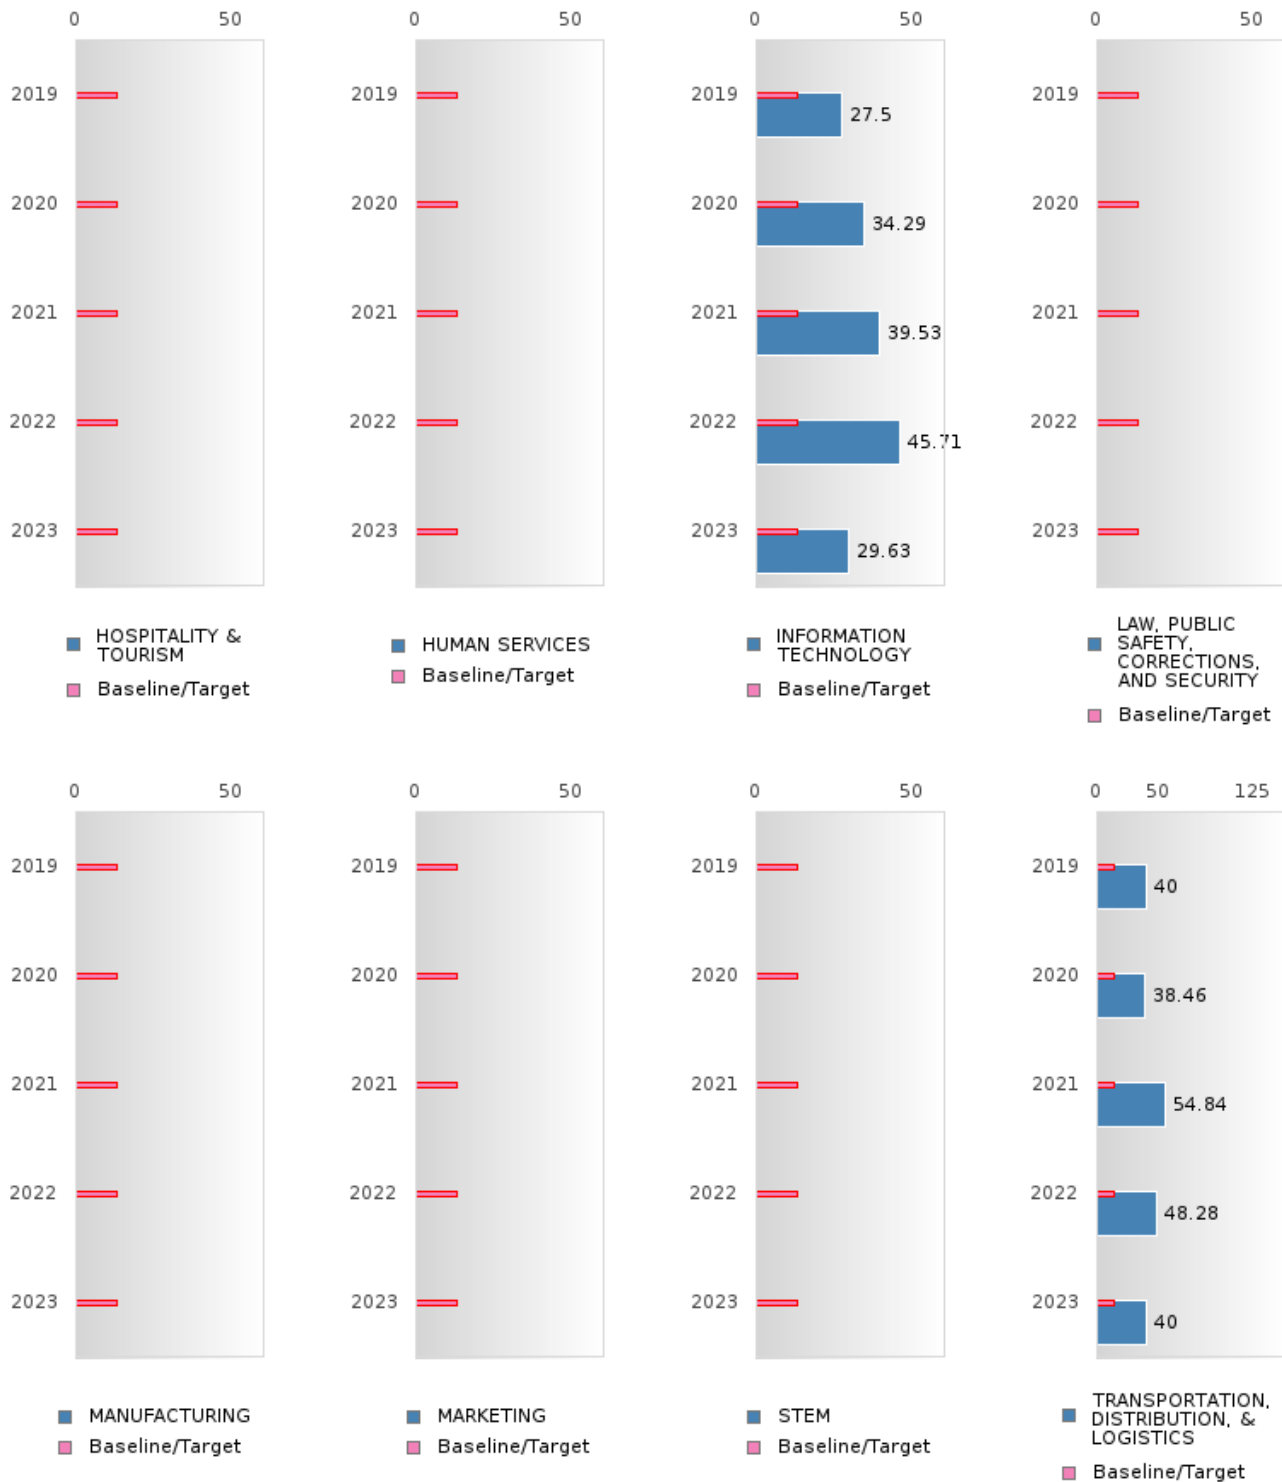 0 50
2019
2020
2021
2022
2023
HOSPITALITY &
TOURISM
Baseline/Target
0 50
2019
2020
2021
2022
2023
HUMAN SERVICES
Baseline/Target
0 50
2019
27.5
2020
34.29
2021
39.53
2022
45.71
2023
29.63
INFORMATION
TECHNOLOGY
Baseline/Target
0 50
2019
2020
2021
2022
2023
LAW, PUBLIC
SAFETY,
CORRECTIONS,
AND SECURITY
Baseline/Target
0 50
2019
2020
2021
2022
2023
MANUFACTURING
Baseline/Target
0 50
2019
2020
2021
2022
2023
MARKETING
Baseline/Target
0 50
2019
2020
2021
2022
2023
STEM
Baseline/Target
0 50 125
2019
40
2020
38.46
2021
54.84
2022
48.28
2023
40
TRANSPORTATION,
DISTRIBUTION, &
LOGISTICS
Baseline/Target